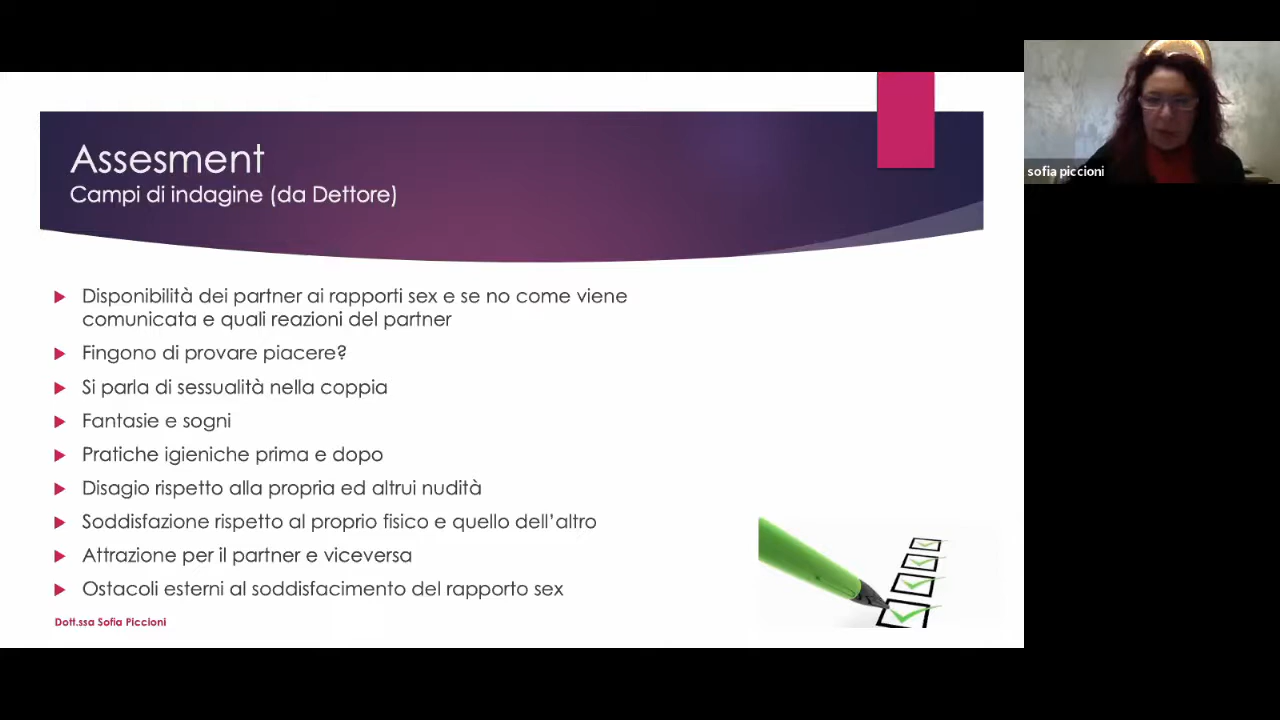 Assesment
Campi di indagine (da Dettore)
sofia piccioni
Disponibilità dei partner ai rapporti sex e se no come viene
comunicata e quali reazioni del partner
Fingono di provare piacere?
Si parla di sessualità nella coppia
Fantasie e sogni
Pratiche igieniche prima e dopo
Disagio rispetto alla propria ed altrui nudità
Soddisfazione rispetto al proprio fisico e quello dell’altro
Attrazione per il partner e viceversa
Ostacoli esterni al soddisfacimento del rapporto sex
Dott.ssa Sofia Piccioni